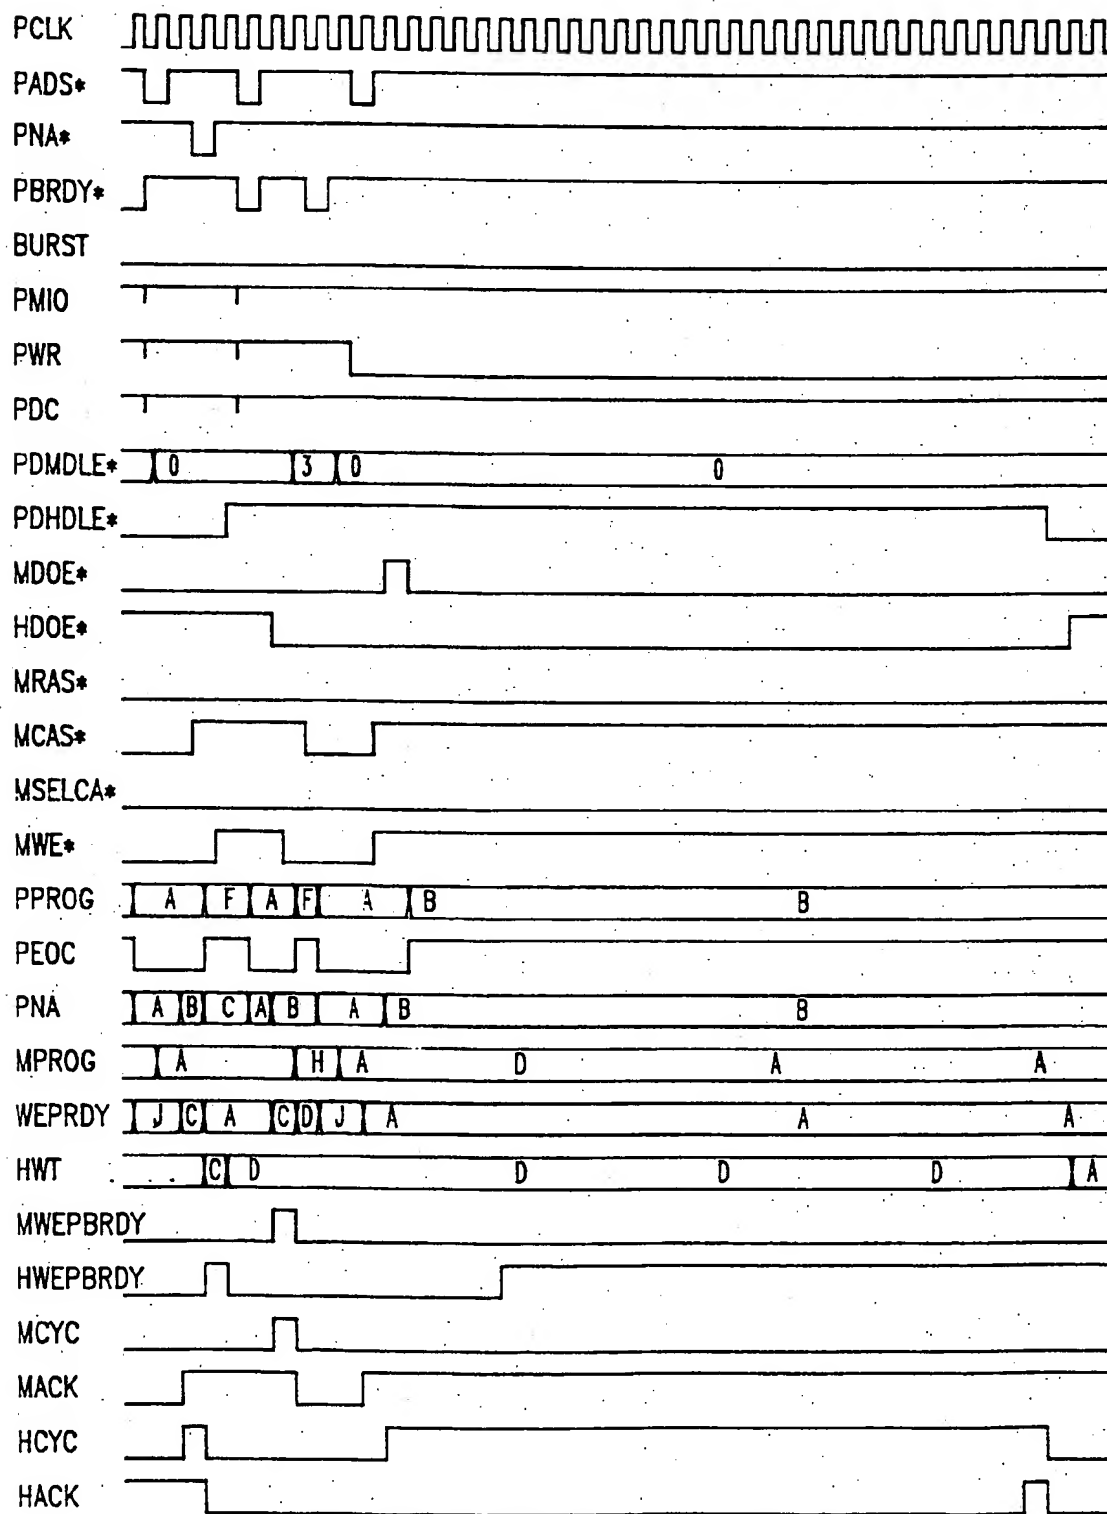 PCLK
PADS*
PNA*
PBRDY*
BURST
PMIO
PWR
PDC
PDMDLE* 0 3 0 0
PDHDLE*
MDOE*
HDOE*
MRAS*
MCAS*
MSELCA*
MWE*
PPROG A F A F A B B
PEOC
PNA A B C A B A B B
MPROG A H A D A A
WEPRDY J C A C D J A A A
HWT C D D D D A
MWEPBRDY
HWEPBRDY
MCYC
MACK
HCYC
HACK